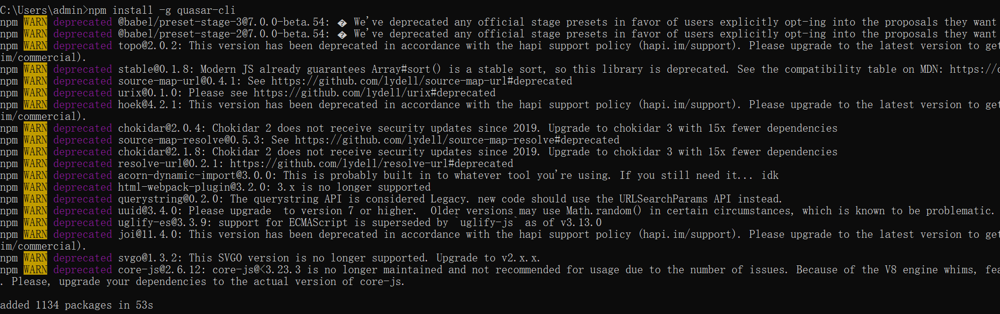 C:\Users\admin>npm install -g quasar-cli
npm WARN deprecated @babel/preset-stage-3@7.0.0-beta.54: � We've deprecated any official stage presets in favor of users explicitly opt-ing into the proposals they want
npm WARN deprecated @babel/preset-stage-2@7.0.0-beta.54: � We've deprecated any official stage presets in favor of users explicitly opt-ing into the proposals they want
npm WARN deprecated topo@2.0.2: This version has been deprecated in accordance with the hapi support policy (hapi.im/support). Please upgrade to the latest version to get
im/commercial).
npm WARN deprecated stable@0.1.8: Modern JS already guarantees Array#sort() is a stable sort, so this library is deprecated. See the compatibility table on MDN: https://d
npm WARN deprecated source-map-url@0.4.1: See https://github.com/lydell/source-map-url#deprecated
npm WARN deprecated urix@0.1.0: Please see https://github.com/lydell/urix#deprecated
npm WARN deprecated hoek@4.2.1: This version has been deprecated in accordance with the hapi support policy (hapi.im/support). Please upgrade to the latest version to get
im/commercial).
npm WARN deprecated chokidar@2.0.4: Chokidar 2 does not receive security updates since 2019. Upgrade to chokidar 3 with 15x fewer dependencies
npm WARN deprecated source-map-resolve@0.5.3: See https://github.com/lydell/source-map-resolve#deprecated
npm WARN deprecated chokidar@2.1.8: Chokidar 2 does not receive security updates since 2019. Upgrade to chokidar 3 with 15x fewer dependencies
npm WARN deprecated resolve-url@0.2.1: https://github.com/lydell/resolve-url#deprecated
npm WARN deprecated acorn-dynamic-import@3.0.0: This is probably built in to whatever tool you're using. If you still need it... idk
npm WARN deprecated html-webpack-plugin@3.2.0: 3.x is no longer supported
npm WARN deprecated querystring@0.2.0: The querystring API is considered Legacy. new code should use the URLSearchParams API instead.
npm WARN deprecated uuid@3.4.0: Please upgrade  to version 7 or higher.  Older versions may use Math.random() in certain circumstances, which is known to be problematic.
npm WARN deprecated uglify-es@3.3.9: support for ECMAScript is superseded by `uglify-js` as of v3.13.0
npm WARN deprecated joi@11.4.0: This version has been deprecated in accordance with the hapi support policy (hapi.im/support). Please upgrade to the latest version to get
im/commercial).
npm WARN deprecated svgo@1.3.2: This SVGO version is no longer supported. Upgrade to v2.x.x.
npm WARN deprecated core-js@2.6.12: core-js@<3.23.3 is no longer maintained and not recommended for usage due to the number of issues. Because of the V8 engine whims, fea
. Please, upgrade your dependencies to the actual version of core-js.
added 1134 packages in 53s